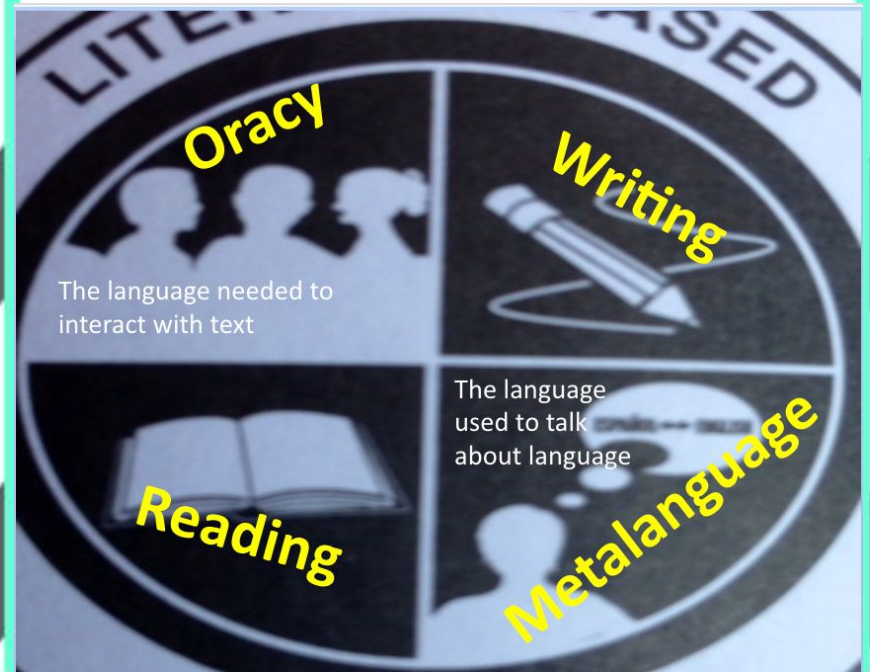 Oracy
Writing
The language needed to
interact with text
The language
used to talk
about language
Reading
Metalanguage